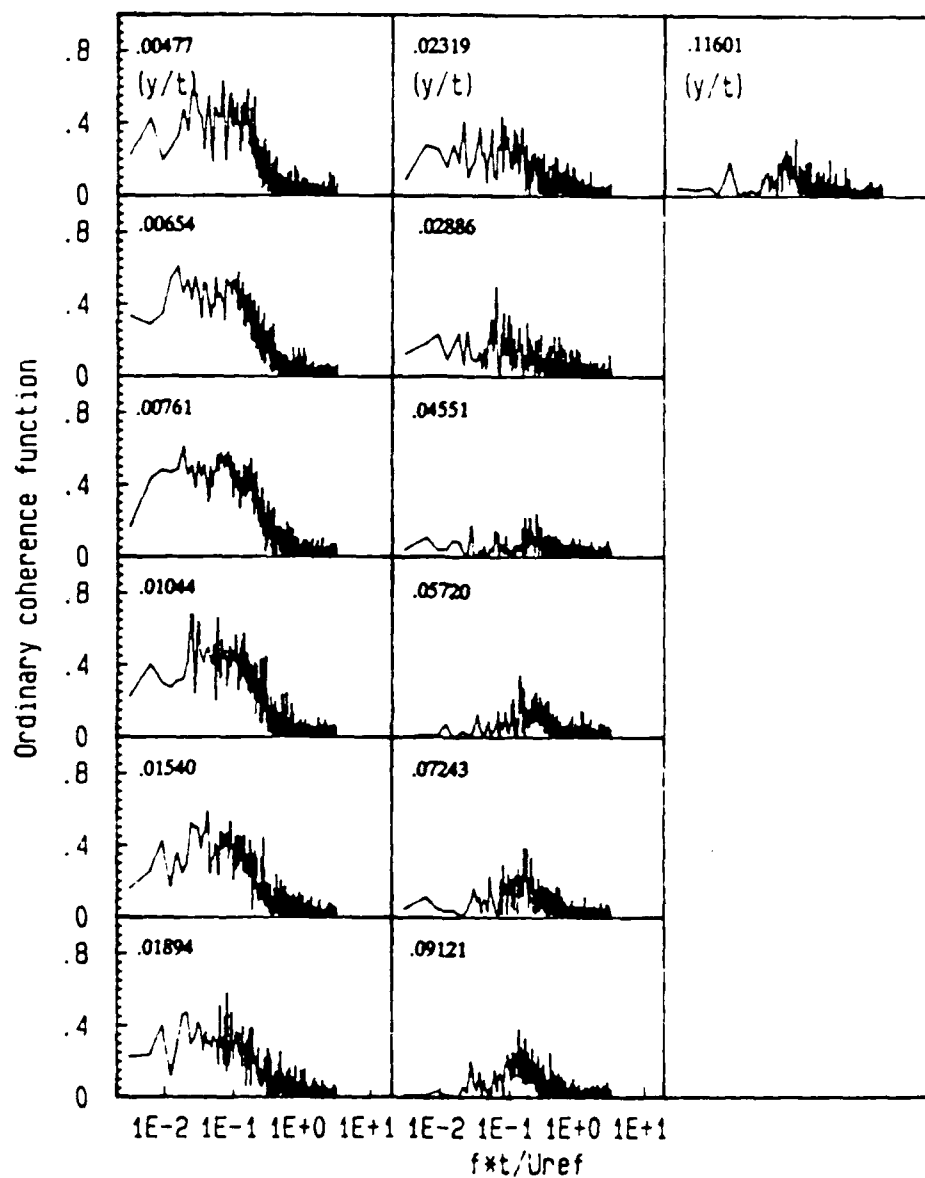 .8 .00477 .02319 .11601
(y/t) (y/t) (y/t)
.4
0
.8 .00654 .02886
.4
0
.8 .00761 .04551
.4
0
.8 .01044 .05720
.4
0
.8 .01540 .07243
.4
0
.8 .01894 .09121
.4
0
Ordinary coherence function
1E-2 1E-1 1E+0 1E+1 1E-2 1E-1 1E+0 1E+1
f*t/Uref